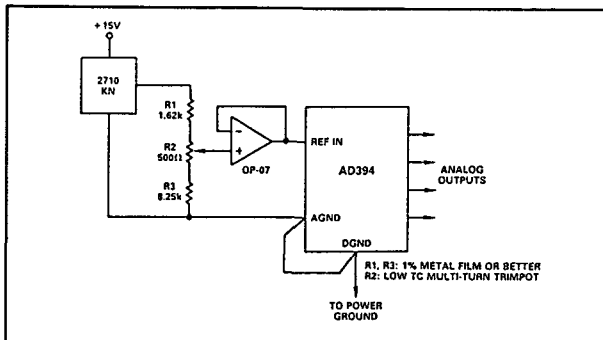 +15V
2710
KN
R1
1.62k
R2
500Ω
R3
8.25k
-
+
OP-07
REF IN
AD394
AGND
DGND
ANALOG
OUTPUTS
R1, R3: 1% METAL FILM OR BETTER
R2: LOW TC MULTI-TURN TRIMPOT
TO POWER
GROUND